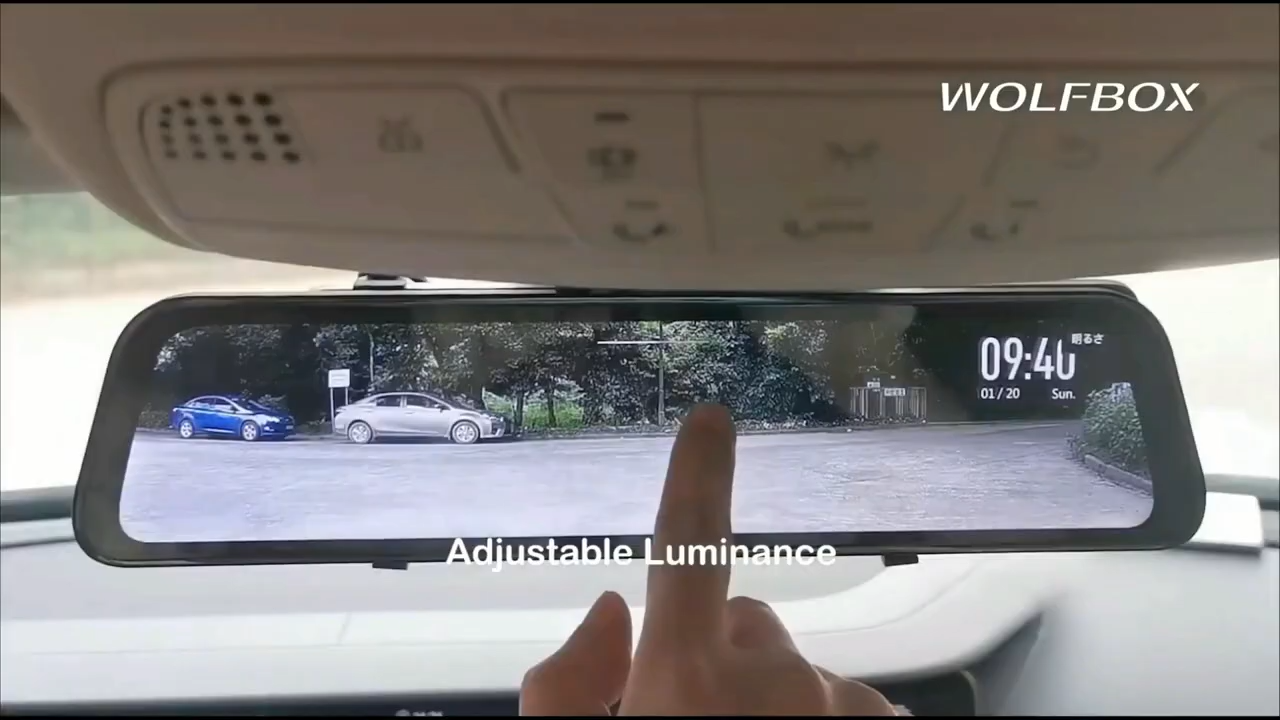 WOLFBOX
09:40
明るさ
01/20 Sun.
Adjustable Luminance